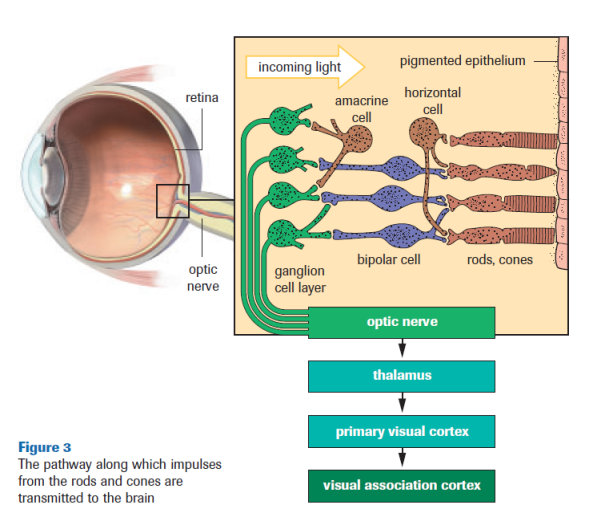 incoming light
pigmented epithelium
retina
amacrine
cell
horizontal
cell
optic
nerve
ganglion
cell layer
bipolar cell
rods, cones
optic nerve
thalamus
primary visual cortex
visual association cortex
Figure 3
The pathway along which impulses
from the rods and cones are
transmitted to the brain